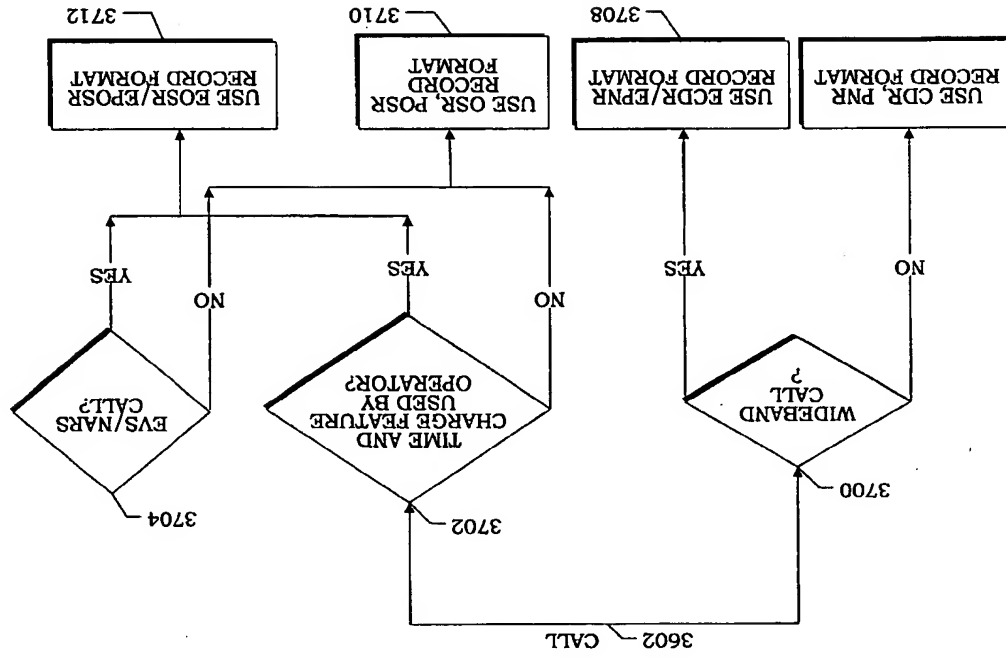 CALL
3602
3700
WIDEBAND
CALL
?
NO
YES
3702
TIME AND
CHARGE FEATURE
USED BY
OPERATOR?
NO
YES
3704
EVS/NARS
CALL?
NO
YES
USE CDR, PNR
RECORD FORMAT
USE ECDR/EPNR
RECORD FORMAT
3708
USE OSR, POSR
RECORD
FORMAT
3710
USE EOSR/EPOSR
RECORD FORMAT
3712